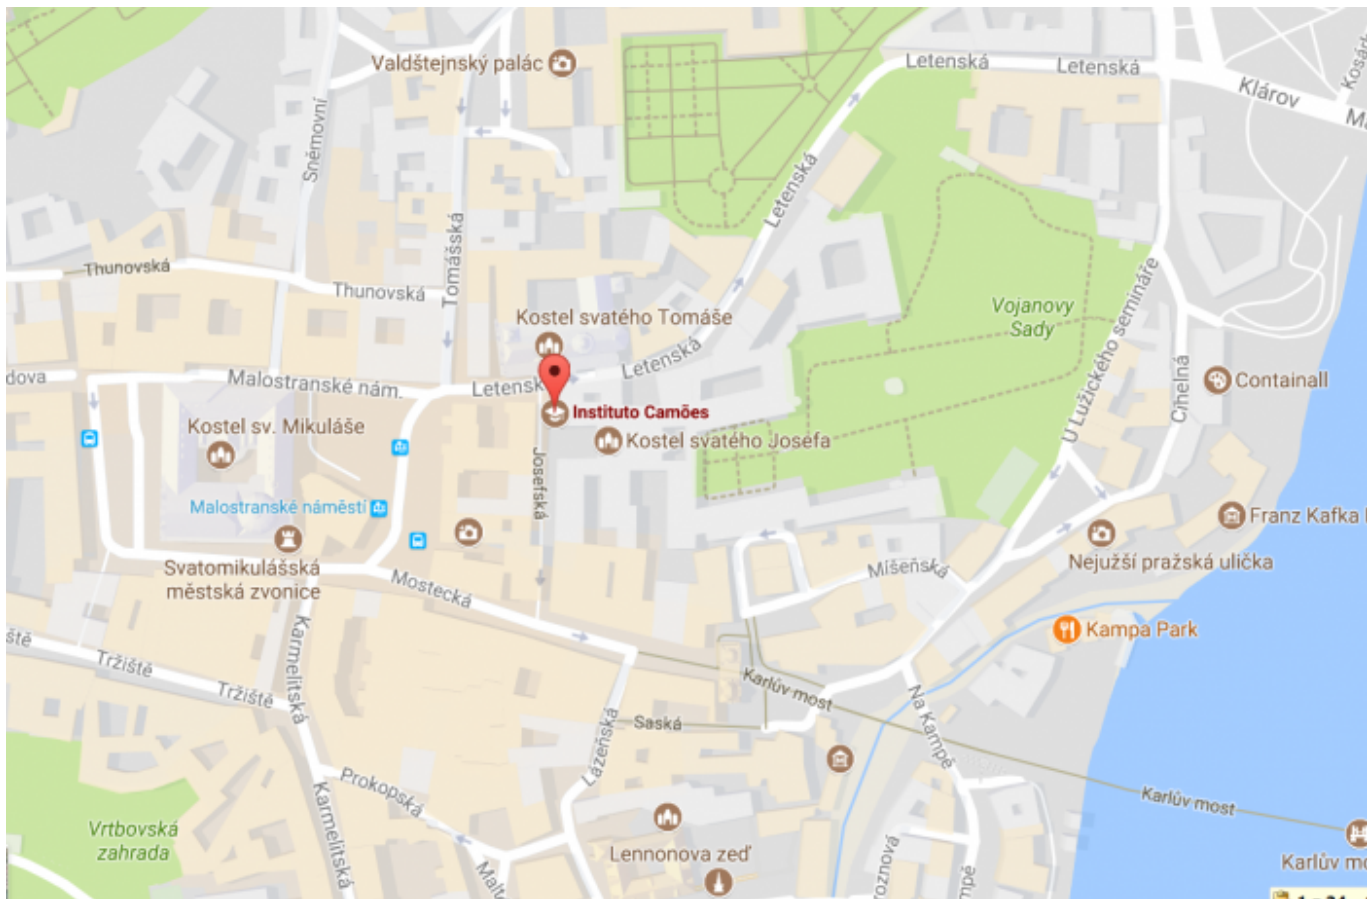 Valdštejnský palác
Letenská
Letenská
Klárov
Sněmovní
Letenská
Tomášská
Thunovská
Thunovská
Kostel svatého Tomáše
Vojanovy
Sady
U Lužického semináře
Letenská
Malostranské nám.
Letensk
dova
Cihelná
Containall
Instituto Camões
Kostel sv. Mikuláše
Kostel svatého Josefa
Josefská
Malostranské náměstí
Franz Kafka
Nejužší pražská ulička
Svatomikulášská
městská zvonice
Mostecká
Míšeňská
Kampa Park
Karmelitská
Tržiště
Tržiště
Karlův most
Na Kampě
Saská
Lázeňská
Prokopská
Karmelitská
Karlův most
Vrtbovská
zahrada
Lennonova zeď
Karlův mo